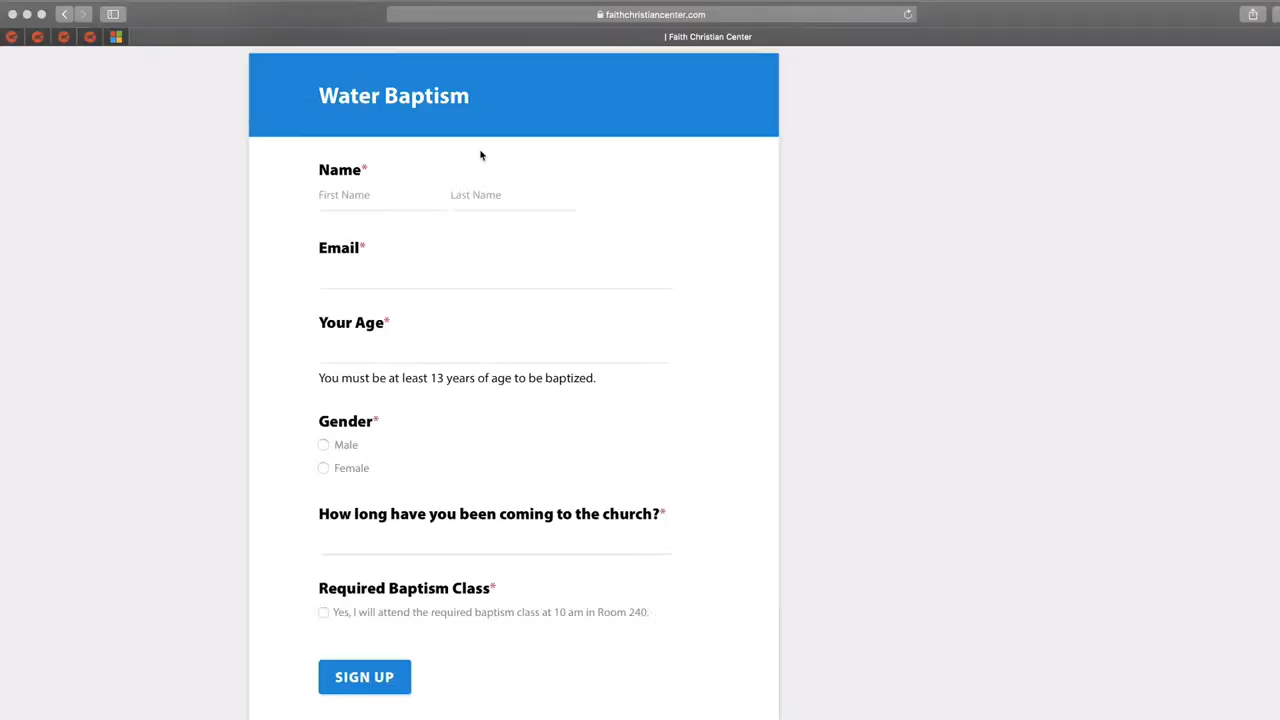 faithchristiancenter.com
| Faith Christian Center
Water Baptism
Name*
First Name
Last Name
Email*
Your Age*
You must be at least 13 years of age to be baptized.
Gender*
Male
Female
How long have you been coming to the church?*
Required Baptism Class*
Yes, I will attend the required baptism class at 10 am in Room 240.
SIGN UP